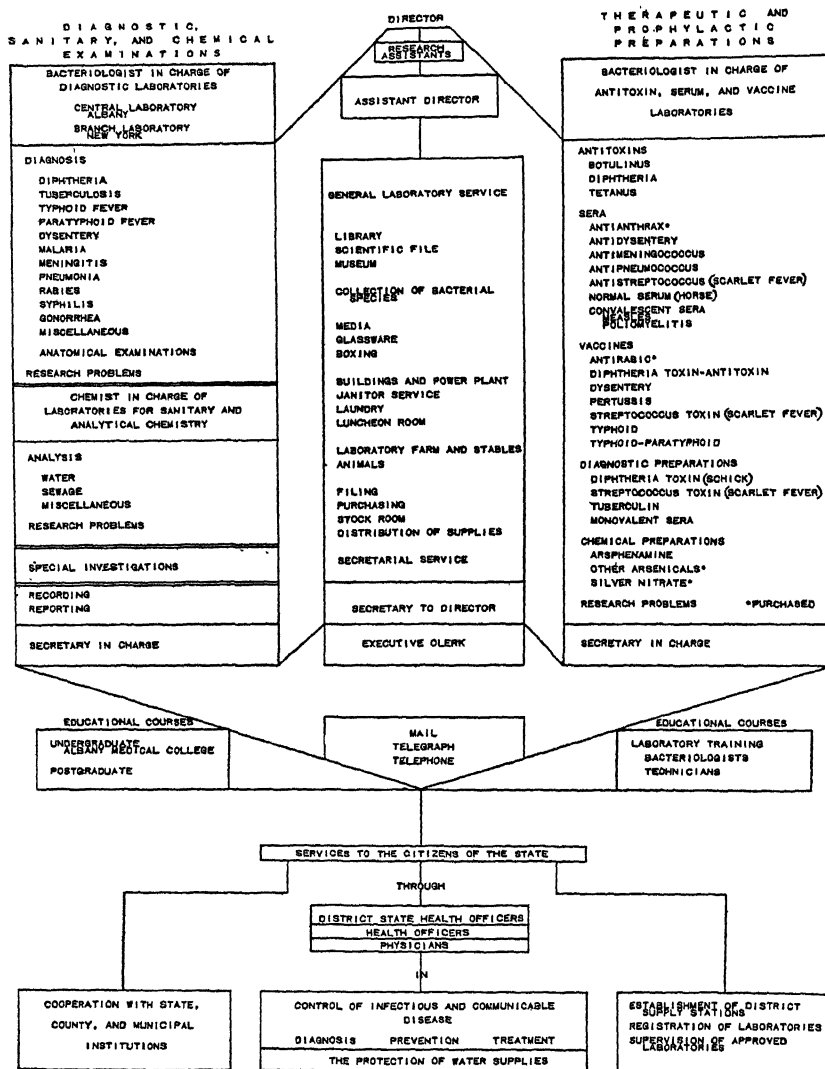 DIAGNOSTIC,
SANITARY, AND CHEMICAL
EXAMINATIONS
BACTERIOLOGIST IN CHARGE OF
DIAGNOSTIC LABORATORIES
CENTRAL LABORATORY
ALBANY
BRANCH LABORATORY
NEW YORK
DIAGNOSIS
DIPHTHERIA
TUBERCULOSIS
TYPHOID FEVER
PARATYPHOID FEVER
DYSENTERY
MALARIA
MENINGITIS
PNEUMONIA
RABIES
SYPHILIS
GONORRHEA
MISCELLANEOUS
ANATOMICAL EXAMINATIONS
RESEARCH PROBLEMS
CHEMIST IN CHARGE OF
LABORATORIES FOR SANITARY AND
ANALYTICAL CHEMISTRY
ANALYSIS
WATER
SEWAGE
MISCELLANEOUS
RESEARCH PROBLEMS
SPECIAL INVESTIGATIONS
RECORDING
REPORTING
SECRETARY IN CHARGE
DIRECTOR
RESEARCH
ASSISTANTS
ASSISTANT DIRECTOR
GENERAL LABORATORY SERVICE
LIBRARY
SCIENTIFIC FILE
MUSEUM
COLLECTION OF BACTERIAL
SPECIES
MEDIA
GLASSWARE
BOXING
BUILDINGS AND POWER PLANT
JANITOR SERVICE
LAUNDRY
LUNCHEON ROOM
LABORATORY FARM AND STABLES
ANIMALS
FILING
PURCHASING
STOCK ROOM
DISTRIBUTION OF SUPPLIES
SECRETARIAL SERVICE
SECRETARY TO DIRECTOR
EXECUTIVE CLERK
THERAPEUTIC AND
PROPHYLACTIC
PREPARATIONS
BACTERIOLOGIST IN CHARGE OF
ANTITOXIN, SERUM, AND VACCINE
LABORATORIES
ANTITOXINS
BOTULINUS
DIPHTHERIA
TETANUS
SERA
ANTIANTHRAX*
ANTIDYSENTERY
ANTIMENINGOCOCCUS
ANTIPNEUMOCOCCUS
ANTISTREPTOCOCCUS (SCARLET FEVER)
NORMAL SERUM (HORSE)
CONVALESCENT SERA
MEASLES
POLIOMYELITIS
VACCINES
ANTIRABIC*
DIPHTHERIA TOXIN-ANTITOXIN
DYSENTERY
PERTUSSIS
STREPTOCOCCUS TOXIN (SCARLET FEVER)
TYPHOID
TYPHOID-PARATYPHOID
DIAGNOSTIC PREPARATIONS
DIPHTHERIA TOXIN (SCHICK)
STREPTOCOCCUS TOXIN (SCARLET FEVER)
TUBERCULIN
MONOVALENT SERA
CHEMICAL PREPARATIONS
ARSPHENAMINE
OTHER ARSENICALS*
SILVER NITRATE*
RESEARCH PROBLEMS *PURCHASED
SECRETARY IN CHARGE
EDUCATIONAL COURSES
UNDERGRADUATE
ALBANY MEDICAL COLLEGE
POSTGRADUATE
MAIL
TELEGRAPH
TELEPHONE
EDUCATIONAL COURSES
LABORATORY TRAINING
BACTERIOLOGISTS
TECHNICIANS
SERVICES TO THE CITIZENS OF THE STATE
THROUGH
DISTRICT STATE HEALTH OFFICERS
HEALTH OFFICERS
PHYSICIANS
IN
COOPERATION WITH STATE,
COUNTY, AND MUNICIPAL
INSTITUTIONS
CONTROL OF INFECTIOUS AND COMMUNICABLE
DISEASE
DIAGNOSIS PREVENTION TREATMENT
THE PROTECTION OF WATER SUPPLIES
ESTABLISHMENT OF DISTRICT
SUPPLY STATIONS
REGISTRATION OF LABORATORIES
SUPERVISION OF APPROVED
LABORATORIES